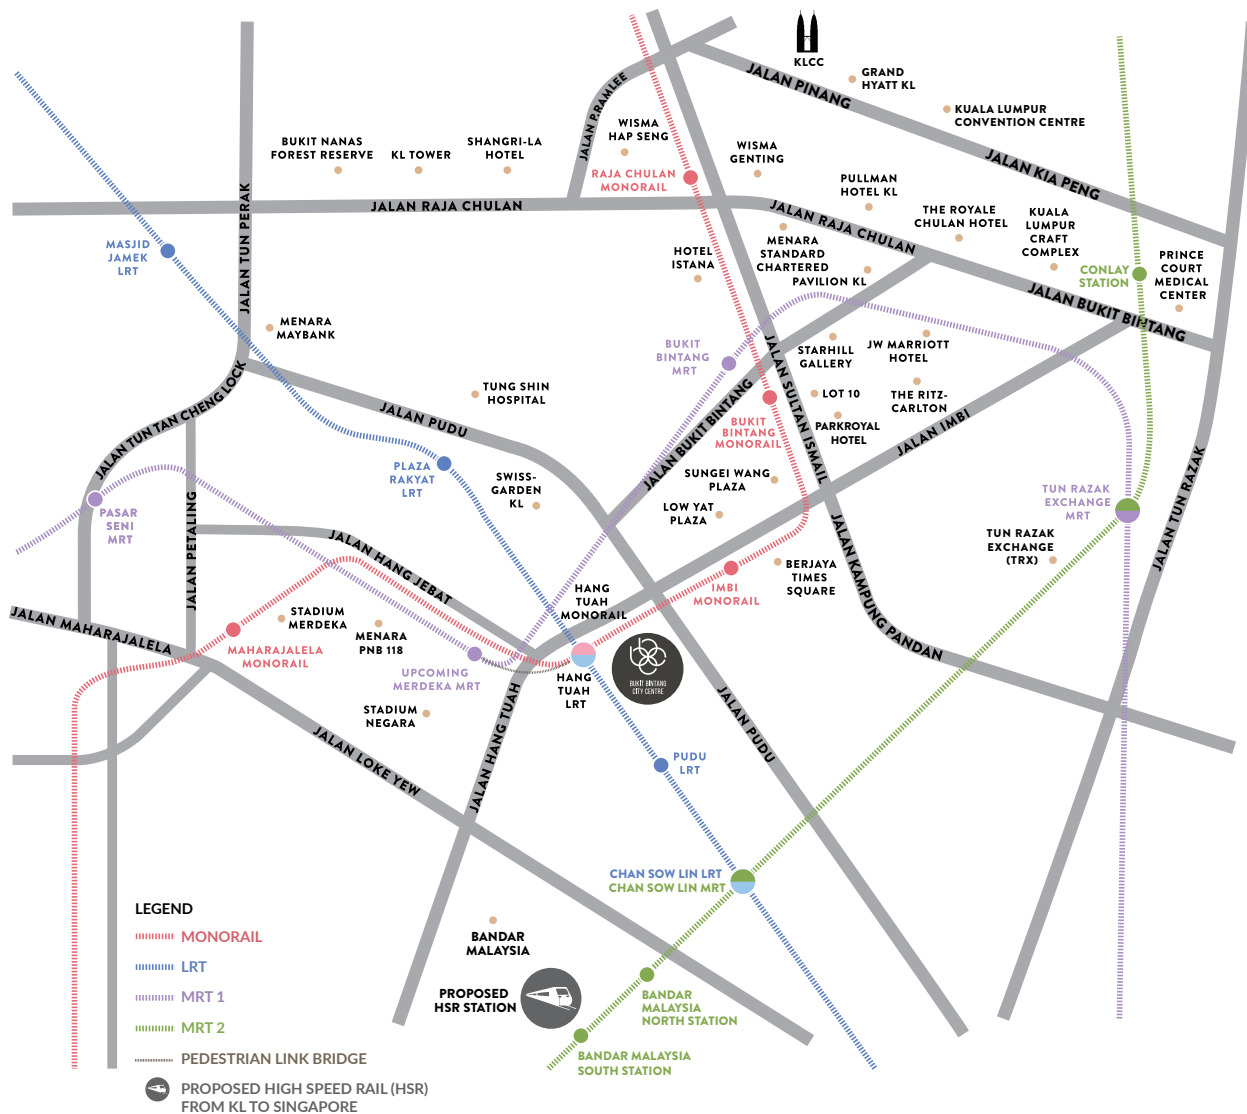 KLCC
GRAND
HYATT KL
JALAN PINANG
KUALA LUMPUR
CONVENTION CENTRE
JALAN P.RAMLEE
WISMA
HAP SENG
WISMA
GENTING
BUKIT NANAS
FOREST RESERVE
KL TOWER
SHANGRI-LA
HOTEL
RAJA CHULAN
MONORAIL
JALAN KIA PENG
PULLMAN
HOTEL KL
JALAN RAJA CHULAN
JALAN RAJA CHULAN
THE ROYALE
CHULAN HOTEL
KUALA
LUMPUR
CRAFT
COMPLEX
JALAN TUN PERAK
MASJID
JAMEK
LRT
HOTEL
ISTANA
MENARA
STANDARD
CHARTERED
PAVILION KL
CONLAY
STATION
PRINCE
COURT
MEDICAL
CENTER
JALAN BUKIT BINTANG
MENARA
MAYBANK
BUKIT
BINTANG
MRT
STARHILL
GALLERY
JW MARRIOTT
HOTEL
JALAN SULTAN ISMAIL
JALAN TUN TAN CHENG LOCK
TUNG SHIN
HOSPITAL
LOT 10
THE RITZ-
CARLTON
JALAN PUDU
JALAN BUKIT BINTANG
BUKIT
BINTANG
MONORAIL
PARKROYAL
HOTEL
JALAN IMBI
PLAZA
RAKYAT
LRT
SWISS-
GARDEN
KL
SUNGEI WANG
PLAZA
LOW YAT
PLAZA
TUN RAZAK
EXCHANGE
MRT
JALAN TUN RAZAK
PASAR
SENI
MRT
JALAN PETALING
JALAN HANG JEBAT
TUN RAZAK
EXCHANGE
(TRX)
JALAN KAMPUNG PANDAN
BERJAYA
TIMES
SQUARE
IMBI
MONORAIL
HANG
TUAH
MONORAIL
JALAN MAHARAJALELA
STADIUM
MERDEKA
MENARA
PNB 118
MAHARAJALELA
MONORAIL
UPCOMING
MERDEKA MRT
HANG
TUAH
LRT
BUKIT BINTANG
CITY CENTRE
STADIUM
NEGARA
JALAN HANG TUAH
JALAN PUDU
JALAN LOKE YEW
PUDU
LRT
CHAN SOW LIN LRT
CHAN SOW LIN MRT
BANDAR
MALAYSIA
PROPOSED
HSR STATION
BANDAR
MALAYSIA
NORTH STATION
BANDAR MALAYSIA
SOUTH STATION
LEGEND
MONORAIL
LRT
MRT 1
MRT 2
PEDESTRIAN LINK BRIDGE
PROPOSED HIGH SPEED RAIL (HSR)
FROM KL TO SINGAPORE